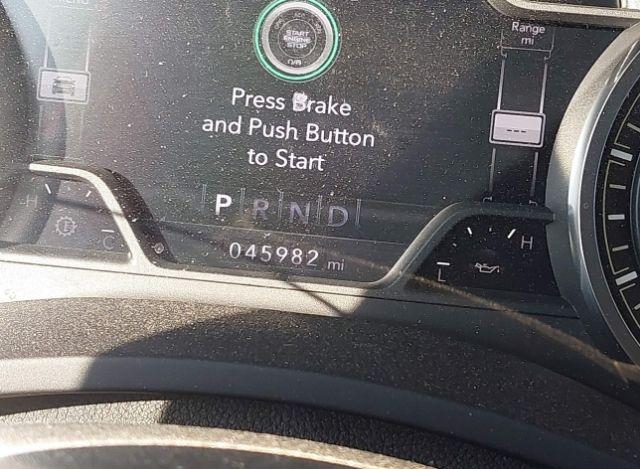 START
ENGINE
STOP
Range
mi
---
Press Brake
and Push Button
to Start
P R N D
H
C
045982 mi
L
H